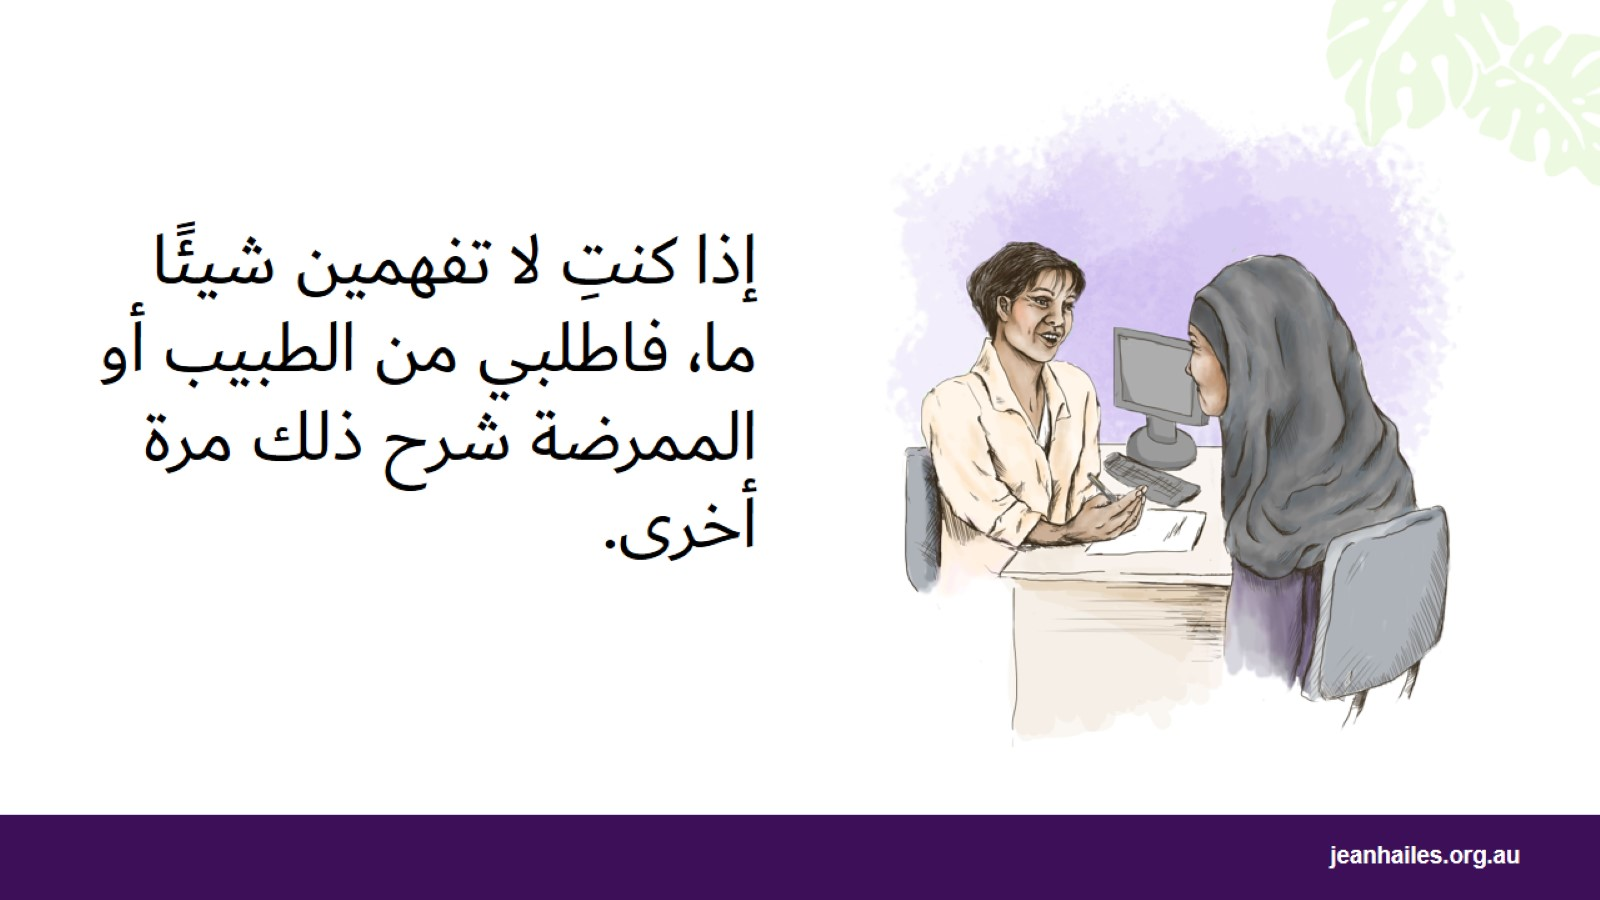 إذا كنتِ لا تفهمين شيئًا
ما، فاطلبي من الطبيب أو
الممرضة شرح ذلك مرة
أخرى.
jeanhailes.org.au